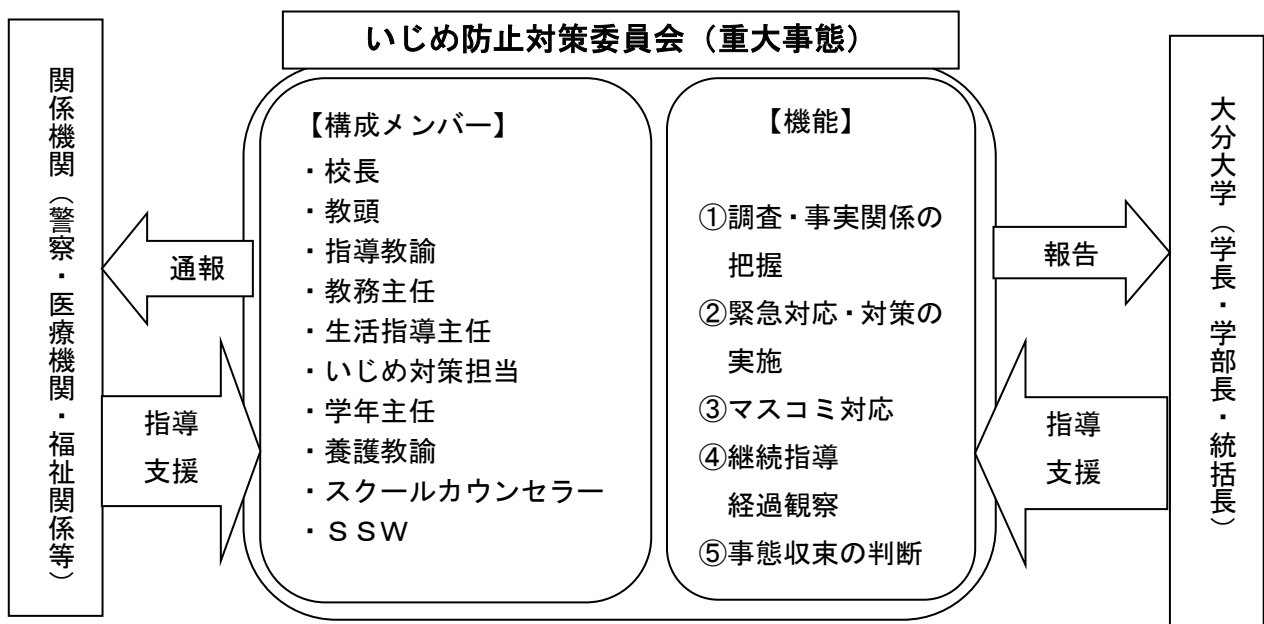 いじめ防止対策委員会（重大事態）
関係機関（警察・医療機関・福祉関係等）
通報
指導
支援
【構成メンバー】
・校長
・教頭
・指導教諭
・教務主任
・生活指導主任
・いじめ対策担当
・学年主任
・養護教諭
・スクールカウンセラー
・ＳＳＷ
【機能】
①調査・事実関係の
把握
②緊急対応・対策の
実施
③マスコミ対応
④継続指導
経過観察
⑤事態収束の判断
報告
指導
支援
大分大学（学長・学部長・統括長）